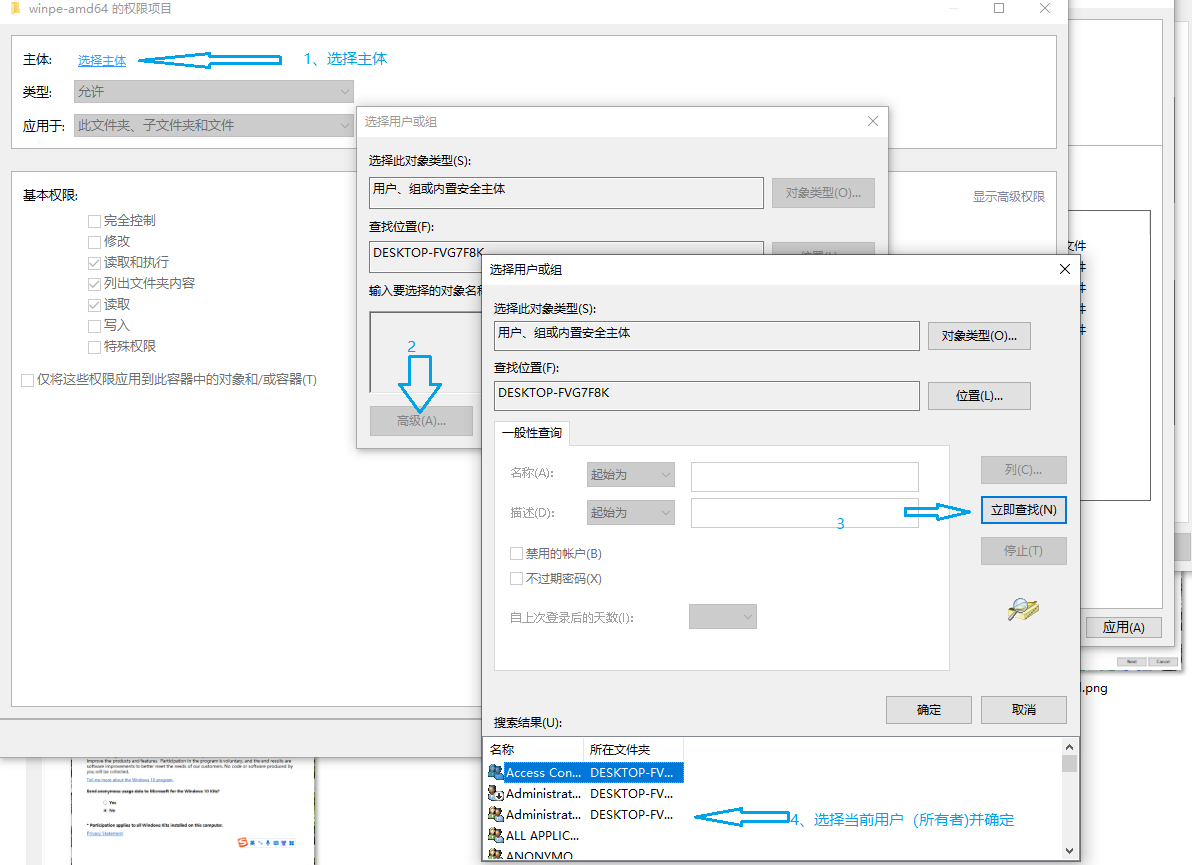 winpe-amd64 的权限项目
主体: 选择主体 1、选择主体
类型: 允许
应用于: 此文件夹、子文件夹和文件
基本权限:
显示高级权限
完全控制
修改
读取和执行
列出文件夹内容
读取
写入
特殊权限
仅将这些权限应用到此容器中的对象和/或容器(T)
选择用户或组
选择此对象类型(S):
用户、组或内置安全主体
对象类型(O)...
查找位置(F):
DESKTOP-FVG7F8K
输入要选择的对象名称
2
高级(A)...
选择用户或组
选择此对象类型(S):
用户、组或内置安全主体
对象类型(O)...
查找位置(F):
DESKTOP-FVG7F8K
位置(L)...
一般性查询
名称(A): 起始为
描述(D): 起始为
3
禁用的帐户(B)
不过期密码(X)
自上次登录后的天数(I):
列(C)...
立即查找(N)
停止(T)
确定
取消
搜索结果(U):
名称 所在文件夹
Access Con... DESKTOP-FV...
Administrat... DESKTOP-FV...
Administrat... DESKTOP-FV...
ALL APPLIC...
ANONYMO
4、选择当前用户（所有者)并确定
文件
件
件
件
件
应用(A)
Next Cancel
.png
improve the products and features. Participation in the program is voluntary, and the end results are
software improvements to better meet the needs of our customers. No code or software produced by
you will be collected.
Tell me more about the Windows 10 program.
Send anonymous usage data to Microsoft for the Windows 10 Kits?
Yes
No
* Participation applies to all Windows Kits installed on this computer.
Privacy Statement
英